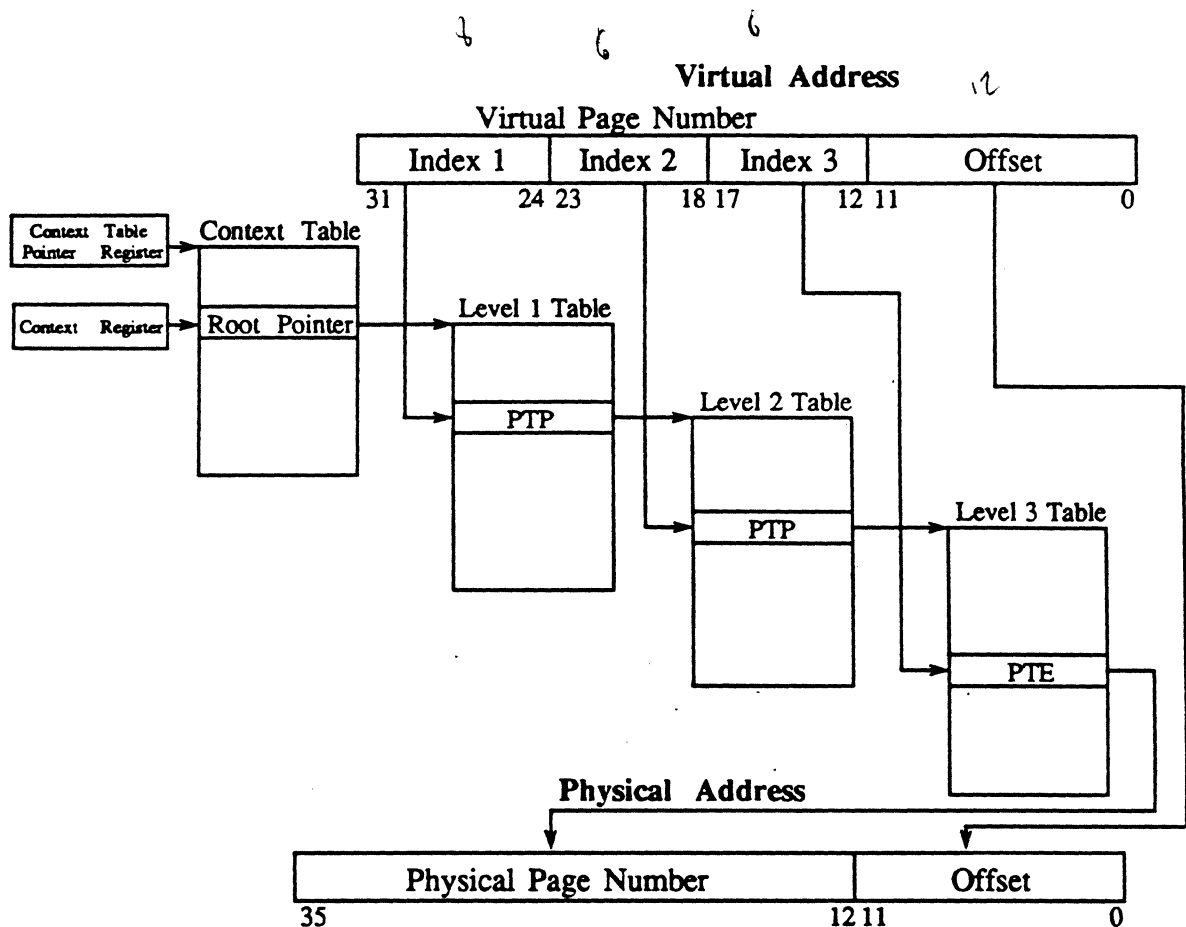 8 6 6
Virtual Address
12
Virtual Page Number
Index 1 Index 2 Index 3 Offset
31 24 23 18 17 12 11 0
Context Table
Pointer Register
Context Table
Context Register
Root Pointer
Level 1 Table
PTP
Level 2 Table
PTP
Level 3 Table
PTE
Physical Address
Physical Page Number Offset
35 12 11 0